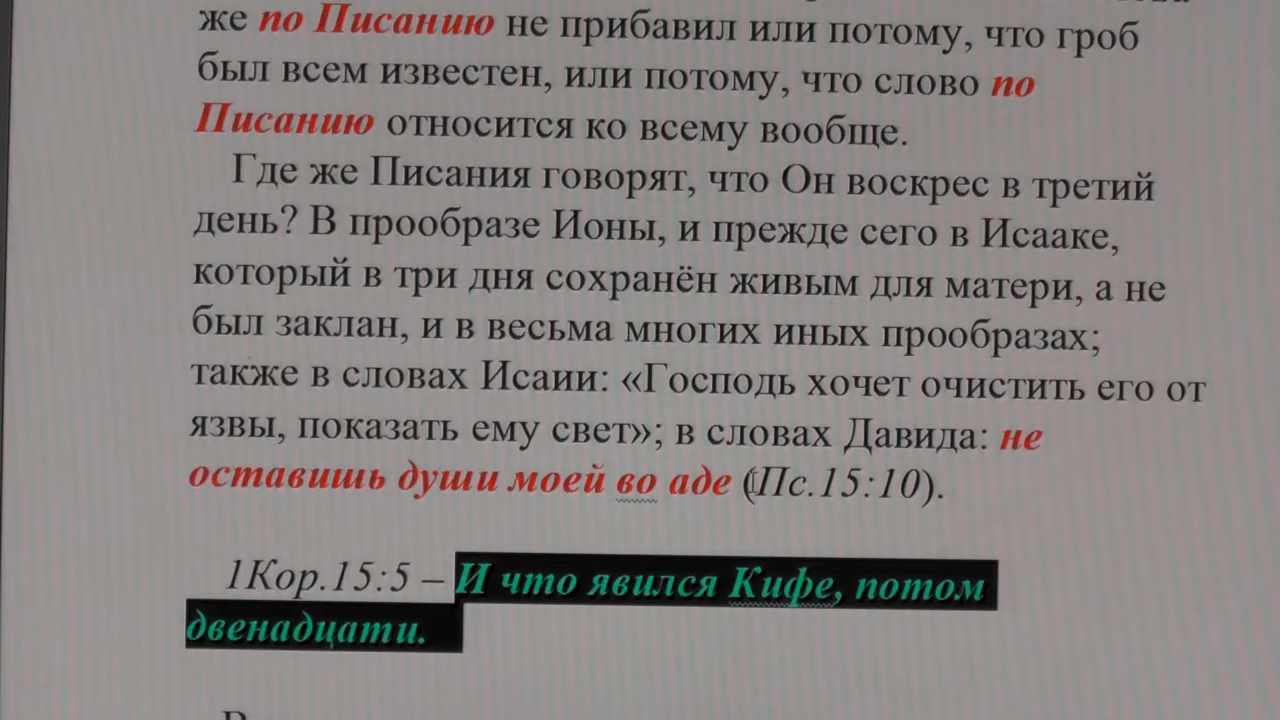 же по Писанию не прибавил или потому, что гроб
был всем известен, или потому, что слово по
Писанию относится ко всему вообще.
Где же Писания говорят, что Он воскрес в третий
день? В прообразе Ионы, и прежде сего в Исааке,
который в три дня сохранён живым для матери, а не
был заклан, и в весьма многих иных прообразах;
также в словах Исаии: «Господь хочет очистить его от
язвы, показать ему свет»; в словах Давида: не
оставишь души моей во аде (Пс.15:10).
1Кор.15:5 – И что явился Кифе, потом
двенадцати.